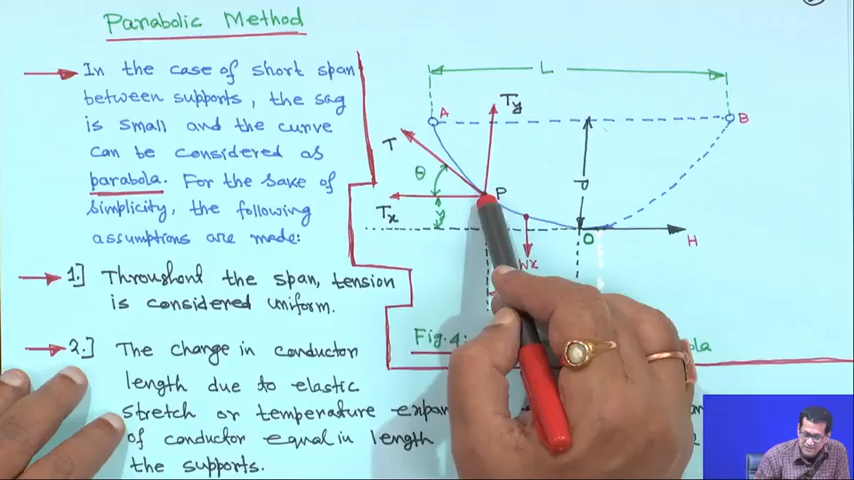 Parabolic Method
In the case of short span
between supports, the sag
is small and the curve
can be considered as
parabola. For the sake of
simplicity, the following
assumptions are made:
1.] Throughout the span, tension
is considered uniform.
2.] The change in conductor
length due to elastic
stretch or temperature
of conductor equal in length
the supports.
L
A
B
Ty
T
θ
P
Tx
y
d
O
H
Wx
Fig. 4: